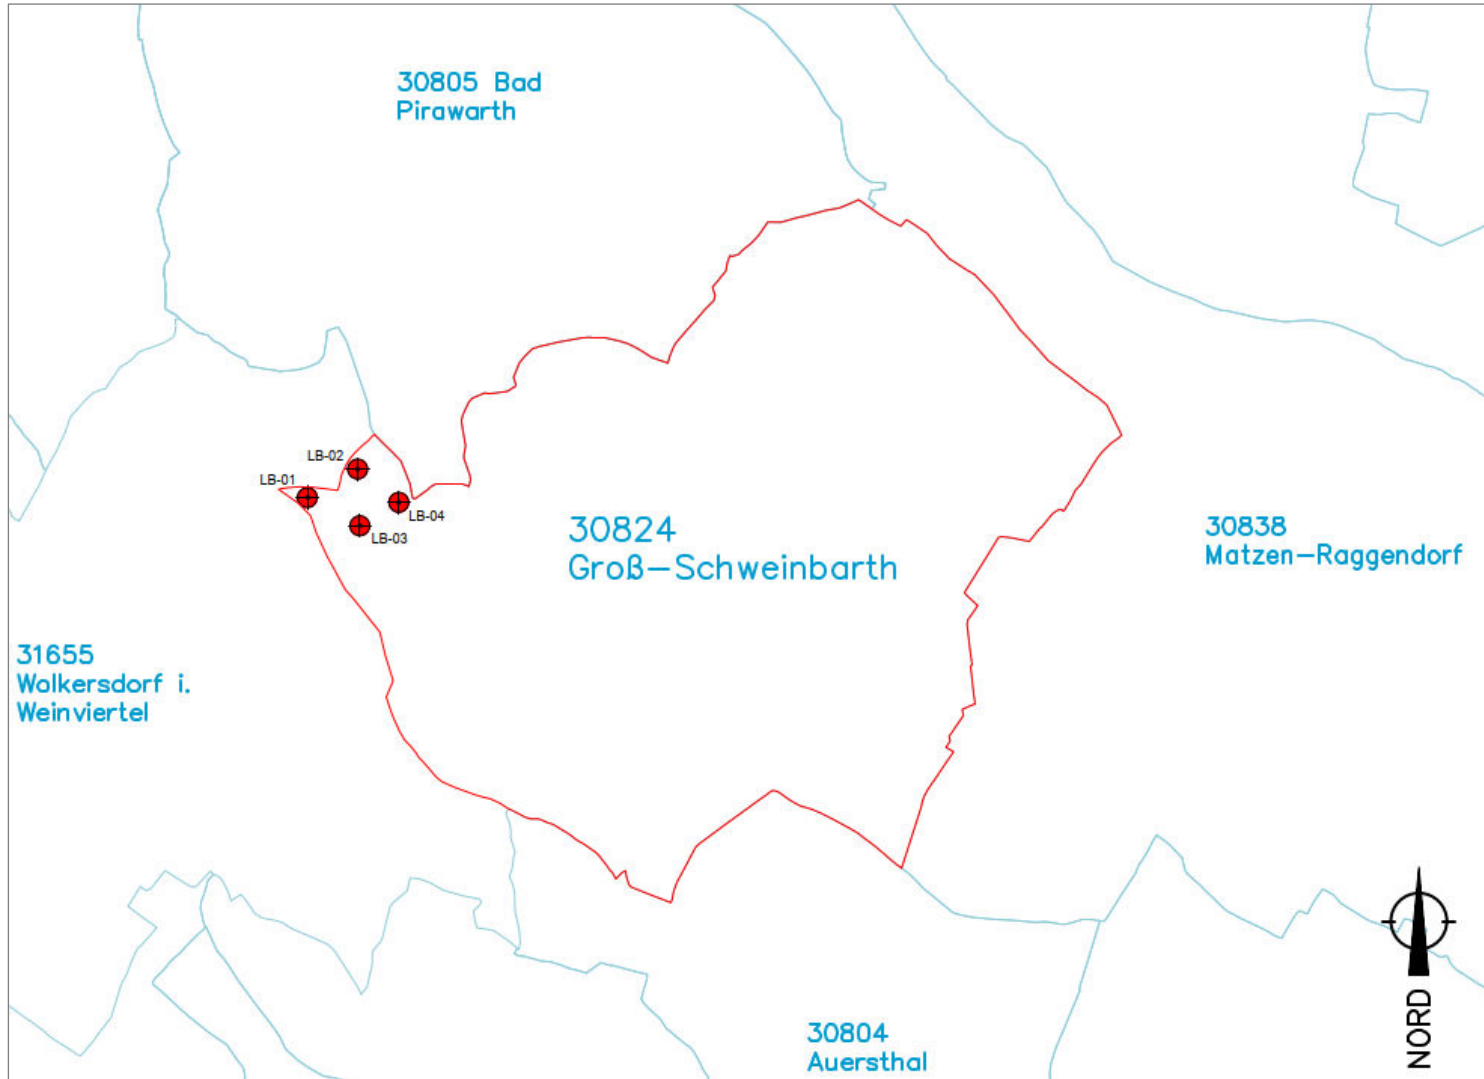 30805 Bad
Pirawarth
LB-02
LB-01
LB-04
LB-03
30824
Groß-Schweinbarth
30838
Matzen-Raggendorf
31655
Wolkersdorf i.
Weinviertel
30804
Auersthal
NORD